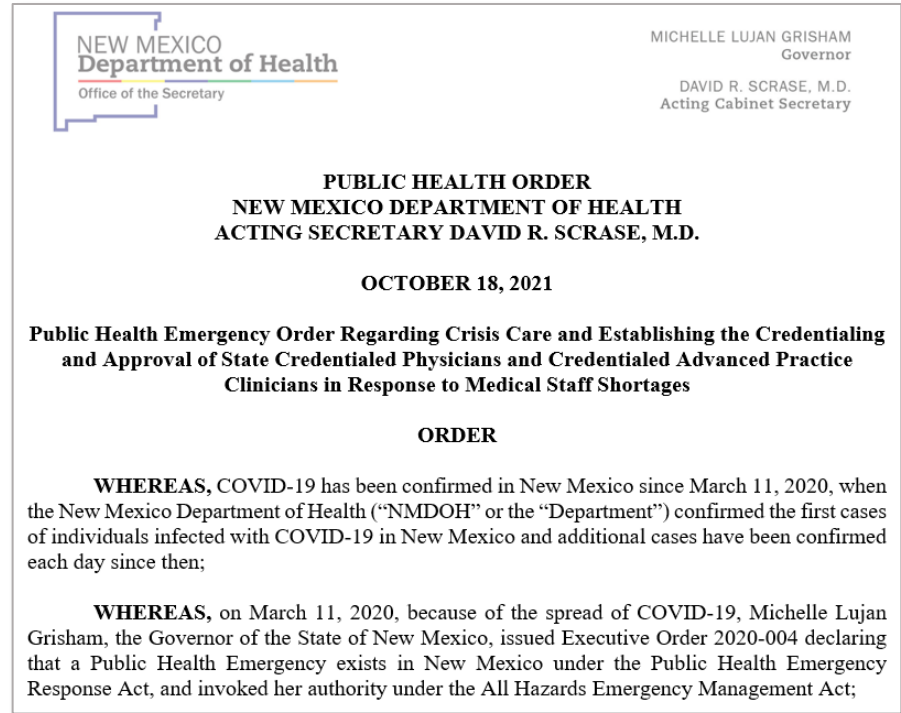 NEW MEXICO
Department of Health
Office of the Secretary
MICHELLE LUJAN GRISHAM
Governor
DAVID R. SCRASE, M.D.
Acting Cabinet Secretary
PUBLIC HEALTH ORDER
NEW MEXICO DEPARTMENT OF HEALTH
ACTING SECRETARY DAVID R. SCRASE, M.D.
OCTOBER 18, 2021
Public Health Emergency Order Regarding Crisis Care and Establishing the Credentialing
and Approval of State Credentialed Physicians and Credentialed Advanced Practice
Clinicians in Response to Medical Staff Shortages
ORDER
WHEREAS, COVID-19 has been confirmed in New Mexico since March 11, 2020, when
the New Mexico Department of Health (“NMDOH” or the “Department”) confirmed the first cases
of individuals infected with COVID-19 in New Mexico and additional cases have been confirmed
each day since then;
WHEREAS, on March 11, 2020, because of the spread of COVID-19, Michelle Lujan
Grisham, the Governor of the State of New Mexico, issued Executive Order 2020-004 declaring
that a Public Health Emergency exists in New Mexico under the Public Health Emergency
Response Act, and invoked her authority under the All Hazards Emergency Management Act;